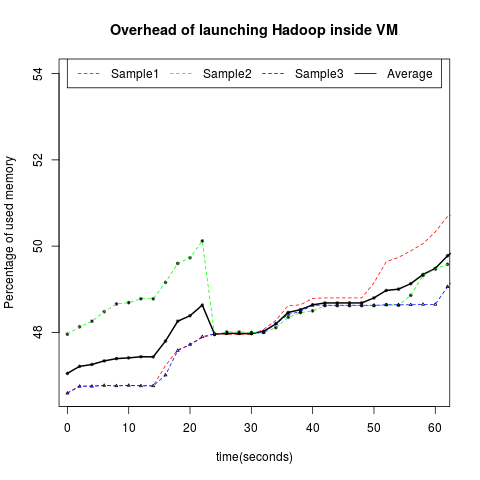 Overhead of launching Hadoop inside VM
Sample1 Sample2 Sample3 Average
Percentage of used memory
54
52
50
48
0 10 20 30 40 50 60
time(seconds)